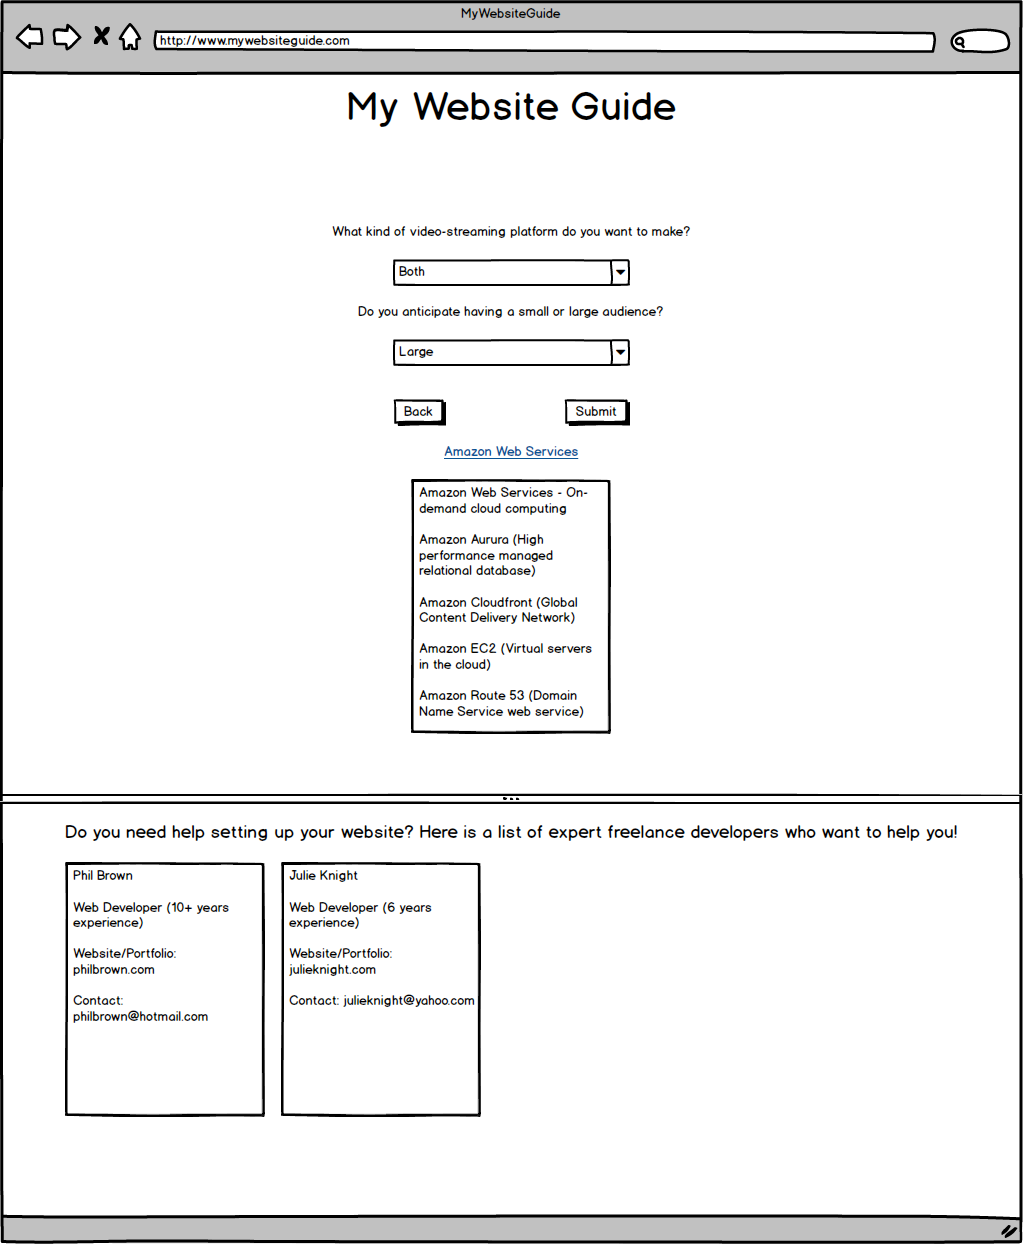 MyWebsiteGuide
http://www.mywebsiteguide.com
My Website Guide
What kind of video-streaming platform do you want to make?
Both
Do you anticipate having a small or large audience?
Large
Back
Submit
Amazon Web Services
Amazon Web Services - On-
demand cloud computing
Amazon Aurura (High
performance managed
relational database)
Amazon Cloudfront (Global
Content Delivery Network)
Amazon EC2 (Virtual servers
in the cloud)
Amazon Route 53 (Domain
Name Service web service)
Do you need help setting up your website? Here is a list of expert freelance developers who want to help you!
Phil Brown
Web Developer (10+ years
experience)
Website/Portfolio:
philbrown.com
Contact:
philbrown@hotmail.com
Julie Knight
Web Developer (6 years
experience)
Website/Portfolio:
julieknight.com
Contact: julieknight@yahoo.com